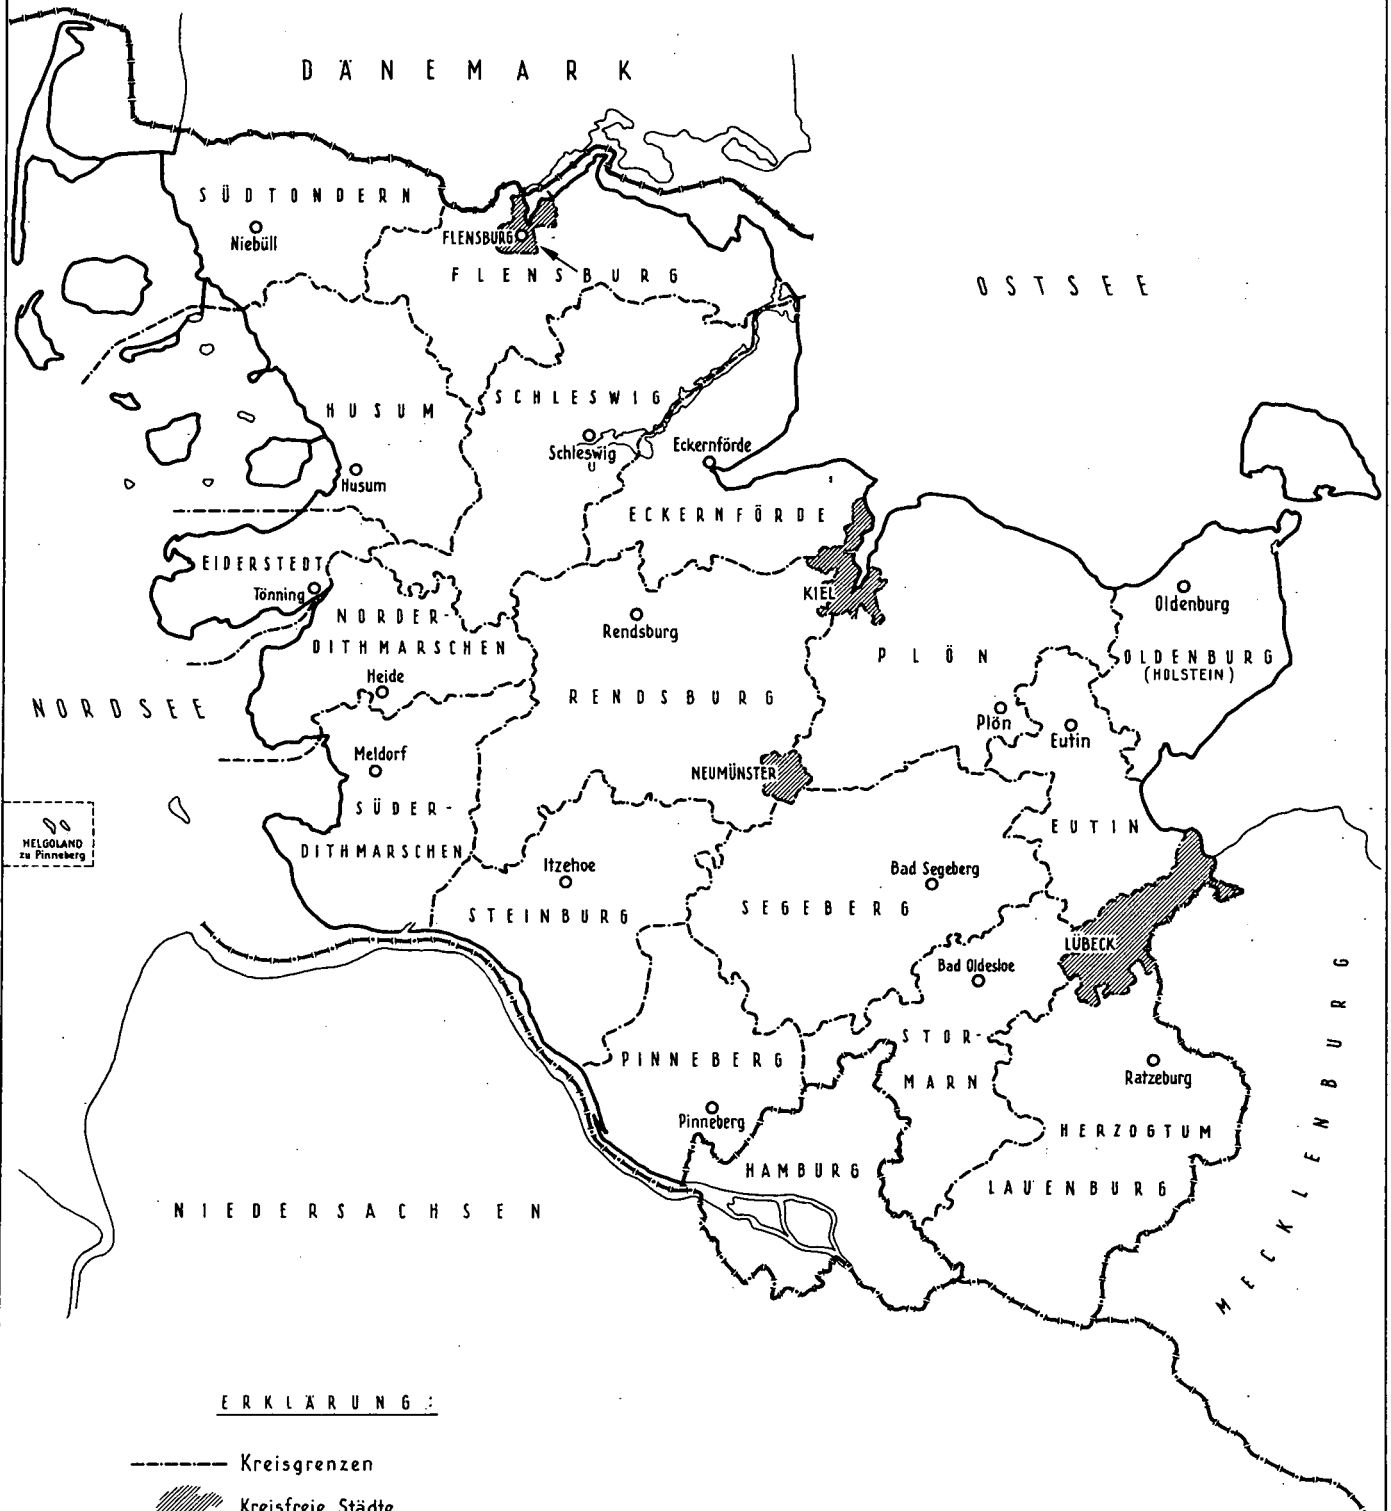 DÄNEMARK
SÜDTONDERN
Niebüll
FLENSBURG
FLENSBURG
OSTSEE
HUSUM
Husum
SCHLESWIG
Schleswig
Eckernförde
ECKERNFÖRDE
EIDERSTEDT
Tönning
NORDER-
DITHMARSCHEN
Heide
KIEL
Rendsburg
RENDSBURG
Oldenburg
OLDENBURG
(HOLSTEIN)
PLÖN
Plön
Eutin
NORDSEE
Meldorf
SÜDER-
DITHMARSCHEN
NEUMÜNSTER
EUTIN
HELGOLAND
zu Pinneberg
Itzehoe
STEINBURG
Bad Segeberg
SEGEBERG
LÜBECK
Bad Oldesloe
STOR-
MARN
PINNEBERG
Pinneberg
Ratzeburg
HERZOGTUM
LAUENBURG
HAMBURG
NIEDERSACHSEN
MECKLENBURG
ERKLÄRUNG:
Kreisgrenzen
Kreisfreie Städte